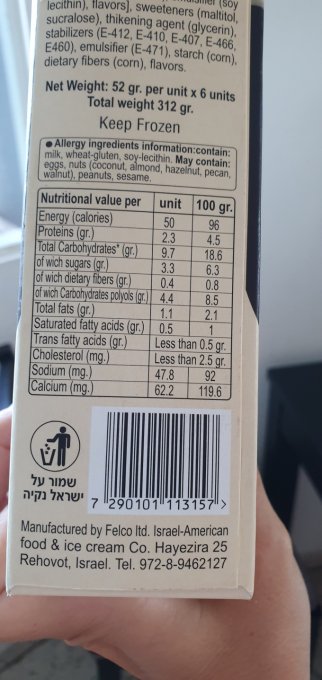 lecithin), flavors], sweeteners (maltitol,
sucralose), thikening agent (glycerin),
stabilizers (E-412, E-410, E-407, E-466,
E460), emulsifier (E-471), starch (corn),
dietary fibers (corn), flavors.
Net Weight: 52 gr. per unit x 6 units
Total weight 312 gr.
Keep Frozen
● Allergy ingredients information:contain:
milk, wheat-gluten, soy-lecithin. May contain:
eggs, nuts (coconut, almond, hazelnut, pecan,
walnut), peanuts, sesame.
Nutritional value per unit 100 gr.
Energy (calories) 50 96
Proteins (gr.) 2.3 4.5
Total Carbohydrates* (gr.) 9.7 18.6
of wich sugars (gr.) 3.3 6.3
of wich dietary fibers (gr.) 0.4 0.8
of wich Carbohydrates polyols (gr.) 4.4 8.5
Total fats (gr.) 1.1 2.1
Saturated fatty acids (gr.) 0.5 1
Trans fatty acids (gr.) Less than 0.5 gr.
Cholesterol (mg.) Less than 2.5 gr.
Sodium (mg.) 47.8 92
Calcium (mg.) 62.2 119.6
שמור על
ישראל נקיה
7 290101 113157 >
Manufactured by Felco ltd. Israel-American
food & ice cream Co. Hayezira 25
Rehovot, Israel. Tel. 972-8-9462127